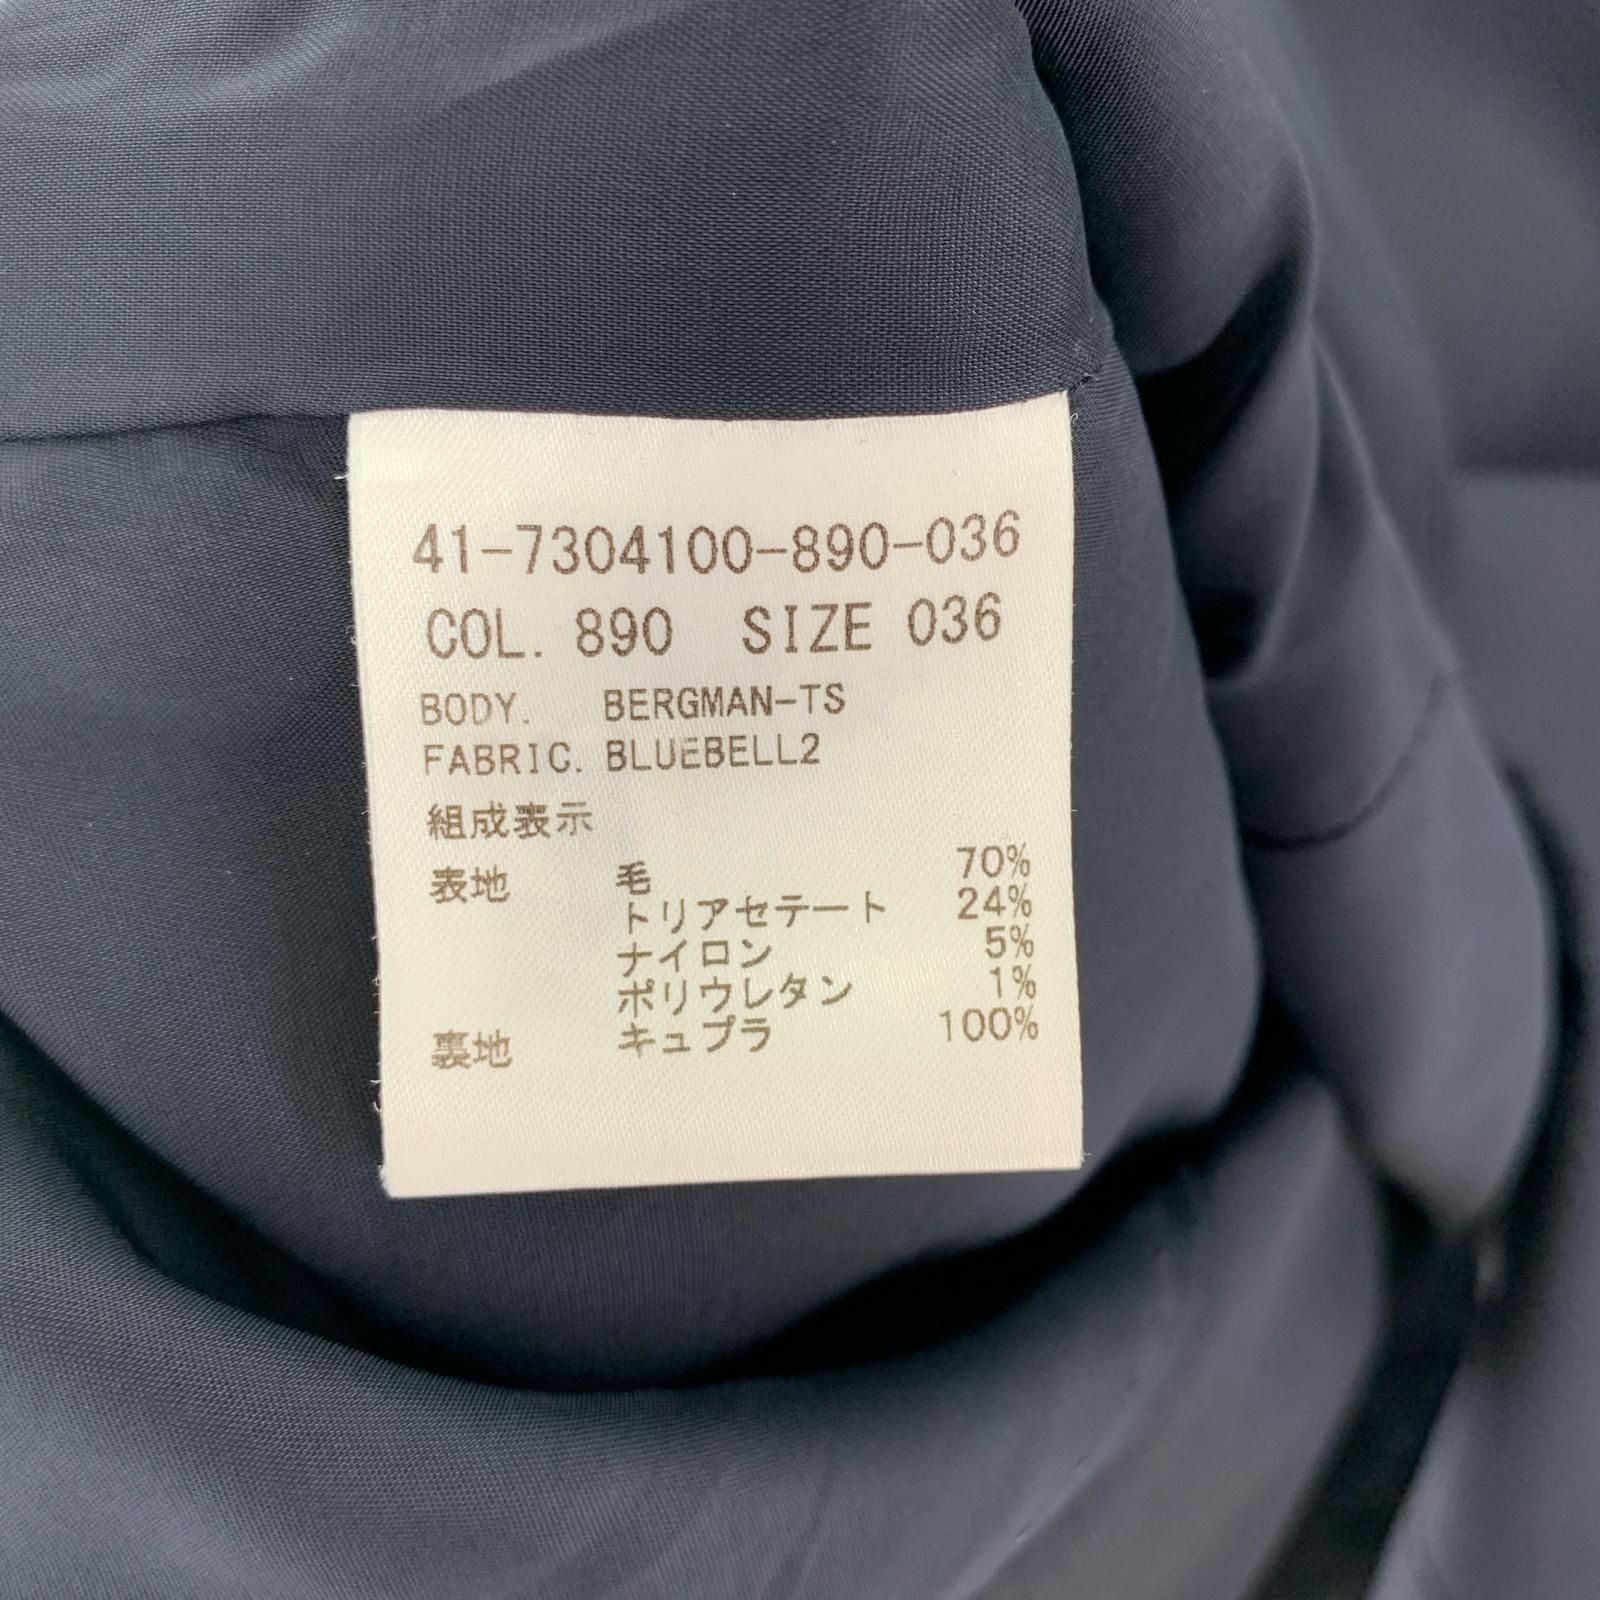 41-7304100-890-036
COL. 890 SIZE 036
BODY. BERGMAN-TS
FABRIC. BLUEBELL2
組成表示
表地 毛 70%
トリアセテート 24%
ナイロン 5%
ポリウレタン 1%
裏地 キュプラ 100%